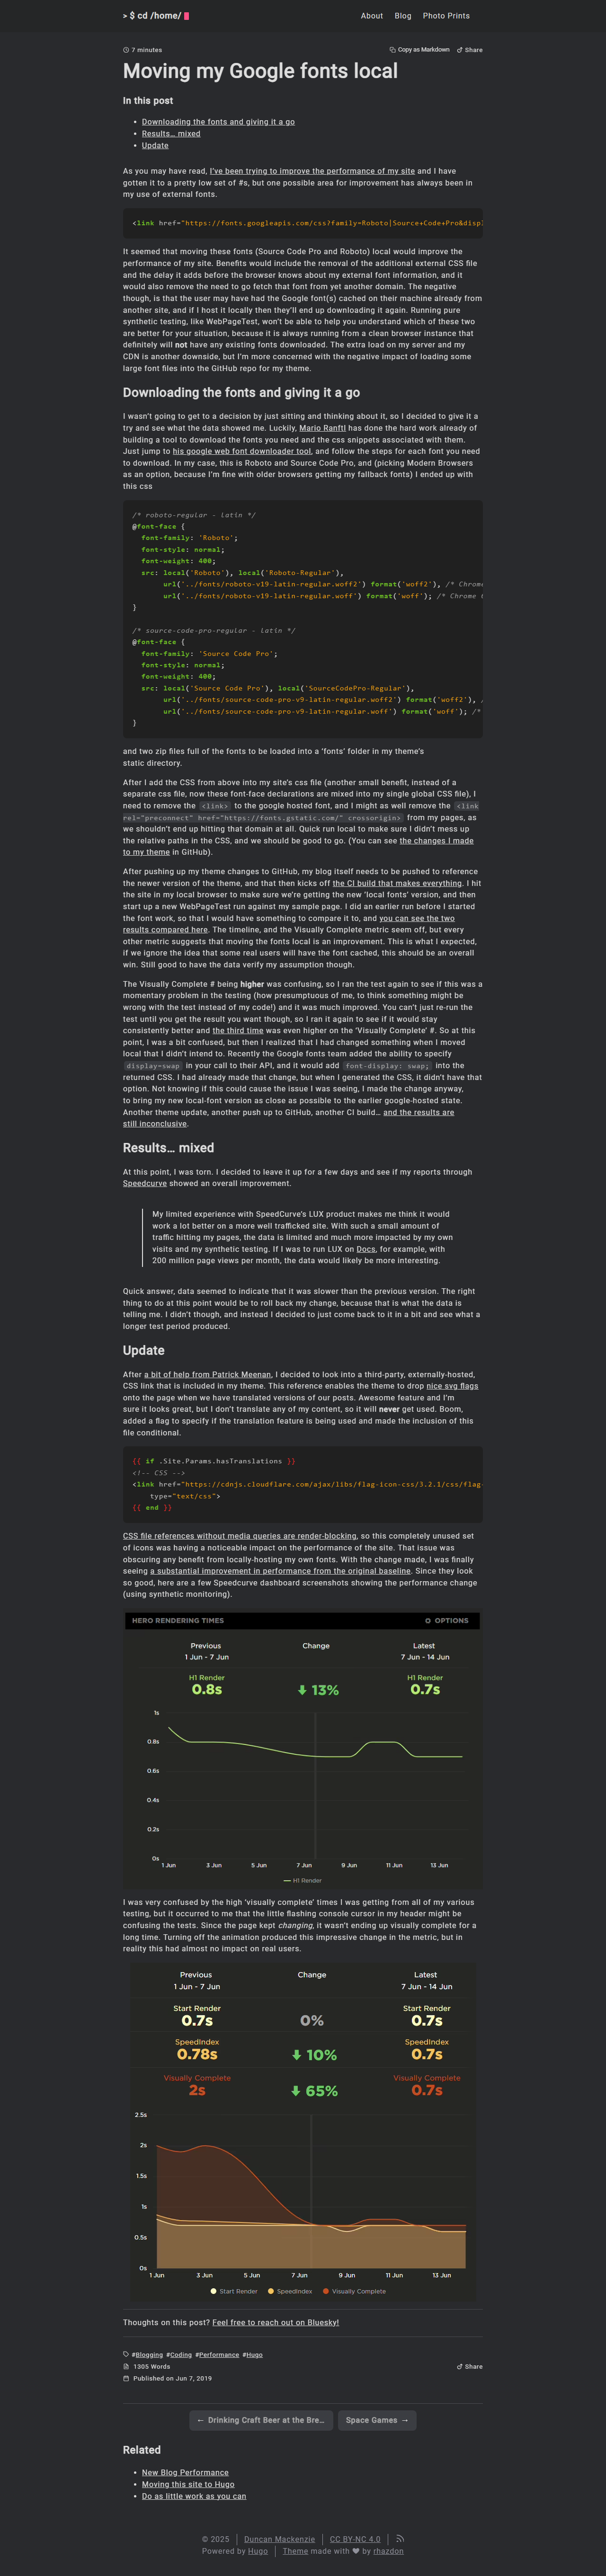 > $ cd /home/
About Blog Photo Prints
7 minutes
Copy as Markdown Share
Moving my Google fonts local
In this post
Downloading the fonts and giving it a go
Results… mixed
Update
As you may have read, I’ve been trying to improve the performance of my site and I have
gotten it to a pretty low set of #s, but one possible area for improvement has always been in
my use of external fonts.
<link href="https://fonts.googleapis.com/css?family=Roboto|Source+Code+Pro&displ
It seemed that moving these fonts (Source Code Pro and Roboto) local would improve the
performance of my site. Benefits would include the removal of the additional external CSS file
and the delay it adds before the browser knows about my external font information, and it
would also remove the need to go fetch that font from yet another domain. The negative
though, is that the user may have had the Google font(s) cached on their machine already from
another site, and if I host it locally then they’ll end up downloading it again. Running pure
synthetic testing, like WebPageTest, won’t be able to help you understand which of these two
are better for your situation, because it is always running from a clean browser instance that
definitely will not have any existing fonts downloaded. The extra load on my server and my
CDN is another downside, but I’m more concerned with the negative impact of loading some
large font files into the GitHub repo for my theme.
Downloading the fonts and giving it a go
I wasn’t going to get to a decision by just sitting and thinking about it, so I decided to give it a
try and see what the data showed me. Luckily, Mario Ranftl has done the hard work already of
building a tool to download the fonts you need and the css snippets associated with them.
Just jump to his google web font downloader tool, and follow the steps for each font you need
to download. In my case, this is Roboto and Source Code Pro, and (picking Modern Browsers
as an option, because I’m fine with older browsers getting my fallback fonts) I ended up with
this css
/* roboto-regular - latin */
@font-face {
font-family: 'Roboto';
font-style: normal;
font-weight: 400;
src: local('Roboto'), local('Roboto-Regular'),
url('../fonts/roboto-v19-latin-regular.woff2') format('woff2'), /* Chrome
url('../fonts/roboto-v19-latin-regular.woff') format('woff'); /* Chrome
}
/* source-code-pro-regular - latin */
@font-face {
font-family: 'Source Code Pro';
font-style: normal;
font-weight: 400;
src: local('Source Code Pro'), local('SourceCodePro-Regular'),
url('../fonts/source-code-pro-v9-latin-regular.woff2') format('woff2'),
url('../fonts/source-code-pro-v9-latin-regular.woff') format('woff'); /*
}
and two zip files full of the fonts to be loaded into a ‘fonts’ folder in my theme’s
static directory.
After I add the CSS from above into my site’s css file (another small benefit, instead of a
separate css file, now these font-face declarations are mixed into my single global CSS file), I
need to remove the <link> to the google hosted font, and I might as well remove the <link
rel="preconnect" href="https://fonts.gstatic.com/" crossorigin> from my pages, as
we shouldn’t end up hitting that domain at all. Quick run local to make sure I didn’t mess up
the relative paths in the CSS, and we should be good to go. (You can see the changes I made
to my theme in GitHub).
After pushing up my theme changes to GitHub, my blog itself needs to be pushed to reference
the newer version of the theme, and that then kicks off the CI build that makes everything. I hit
the site in my local browser to make sure we’re getting the new ‘local fonts’ version, and then
start up a new WebPageTest run against my sample page. I did an earlier run before I started
the font work, so that I would have something to compare it to, and you can see the two
results compared here. The timeline, and the Visually Complete metric seem off, but every
other metric suggests that moving the fonts local is an improvement. This is what I expected,
if we ignore the idea that some real users will have the font cached, this should be an overall
win. Still good to have the data verify my assumption though.
The Visually Complete # being higher was confusing, so I ran the test again to see if this was a
momentary problem in the testing (how presumptuous of me, to think something might be
wrong with the test instead of my code!) and it was much improved. You can’t just re-run the
test until you get the result you want though, so I ran it again to see if it would stay
consistently better and the third time was even higher on the ‘Visually Complete’ #. So at this
point, I was a bit confused, but then I realized that I had changed something when I moved
local that I didn’t intend to. Recently the Google fonts team added the ability to specify
display=swap in your call to their API, and it would add font-display: swap; into the
returned CSS. I had already made that change, but when I generated the CSS, it didn’t have that
option. Not knowing if this could cause the issue I was seeing, I made the change anyway,
to bring my new local-font version as close as possible to the earlier google-hosted state.
Another theme update, another push up to GitHub, another CI build… and the results are
still inconclusive.
Results… mixed
At this point, I was torn. I decided to leave it up for a few days and see if my reports through
Speedcurve showed an overall improvement.
My limited experience with SpeedCurve’s LUX product makes me think it would
work a lot better on a more well trafficked site. With such a small amount of
traffic hitting my pages, the data is limited and much more impacted by my own
visits and my synthetic testing. If I was to run LUX on Docs, for example, with
200 million page views per month, the data would likely be more interesting.
Quick answer, data seemed to indicate that it was slower than the previous version. The right
thing to do at this point would be to roll back my change, because that is what the data is
telling me. I didn’t though, and instead I decided to just come back to it in a bit and see what a
longer test period produced.
Update
After a bit of help from Patrick Meenan, I decided to look into a third-party, externally-hosted,
CSS link that is included in my theme. This reference enables the theme to drop nice svg flags
onto the page when we have translated versions of our posts. Awesome feature and I’m
sure it looks great, but I don’t translate any of my content, so it will never get used. Boom,
added a flag to specify if the translation feature is being used and made the inclusion of this
file conditional.
{{ if .Site.Params.hasTranslations }}
<!-- CSS -->
<link href="https://cdnjs.cloudflare.com/ajax/libs/flag-icon-css/3.2.1/css/flag-
type="text/css">
{{ end }}
CSS file references without media queries are render-blocking, so this completely unused set
of icons was having a noticeable impact on the performance of the site. That issue was
obscuring any benefit from locally-hosting my own fonts. With the change made, I was finally
seeing a substantial improvement in performance from the original baseline. Since they look
so good, here are a few Speedcurve dashboard screenshots showing the performance change
(using synthetic monitoring).
HERO RENDERING TIMES OPTIONS
Previous Change Latest
1 Jun - 7 Jun 7 Jun - 14 Jun
H1 Render H1 Render
0.8s 13% 0.7s
1s
0.8s
0.6s
0.4s
0.2s
0s
1 Jun 3 Jun 5 Jun 7 Jun 9 Jun 11 Jun 13 Jun
H1 Render
I was very confused by the high ‘visually complete’ times I was getting from all of my various
testing, but it occurred to me that the little flashing console cursor in my header might be
confusing the tests. Since the page kept changing, it wasn’t ending up visually complete for a
long time. Turning off the animation produced this impressive change in the metric, but in
reality this had almost no impact on real users.
Previous Change Latest
1 Jun - 7 Jun 7 Jun - 14 Jun
Start Render Start Render
0.7s 0% 0.7s
SpeedIndex SpeedIndex
0.78s 10% 0.7s
Visually Complete Visually Complete
2s 65% 0.7s
2.5s
2s
1.5s
1s
0.5s
0s
1 Jun 3 Jun 5 Jun 7 Jun 9 Jun 11 Jun 13 Jun
Start Render SpeedIndex Visually Complete
Thoughts on this post? Feel free to reach out on Bluesky!
#Blogging #Coding #Performance #Hugo
1305 Words
Share
Published on Jun 7, 2019
← Drinking Craft Beer at the Bre…
Space Games →
Related
New Blog Performance
Moving this site to Hugo
Do as little work as you can
© 2025 Duncan Mackenzie CC BY-NC 4.0
Powered by Hugo Theme made with ❤ by rhazdon